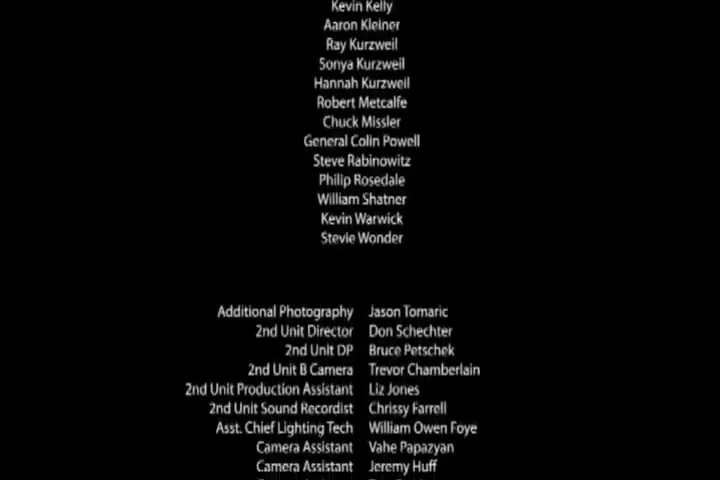 Kevin Kelly
Aaron Kleiner
Ray Kurzweil
Sonya Kurzweil
Hannah Kurzweil
Robert Metcalfe
Chuck Missler
General Colin Powell
Steve Rabinowitz
Philip Rosedale
William Shatner
Kevin Warwick
Stevie Wonder
Additional Photography Jason Tomaric
2nd Unit Director Don Schechter
2nd Unit DP Bruce Petschek
2nd Unit B Camera Trevor Chamberlain
2nd Unit Production Assistant Liz Jones
2nd Unit Sound Recordist Chrissy Farrell
Asst. Chief Lighting Tech William Owen Foye
Camera Assistant Vahe Papazyan
Camera Assistant Jeremy Huff